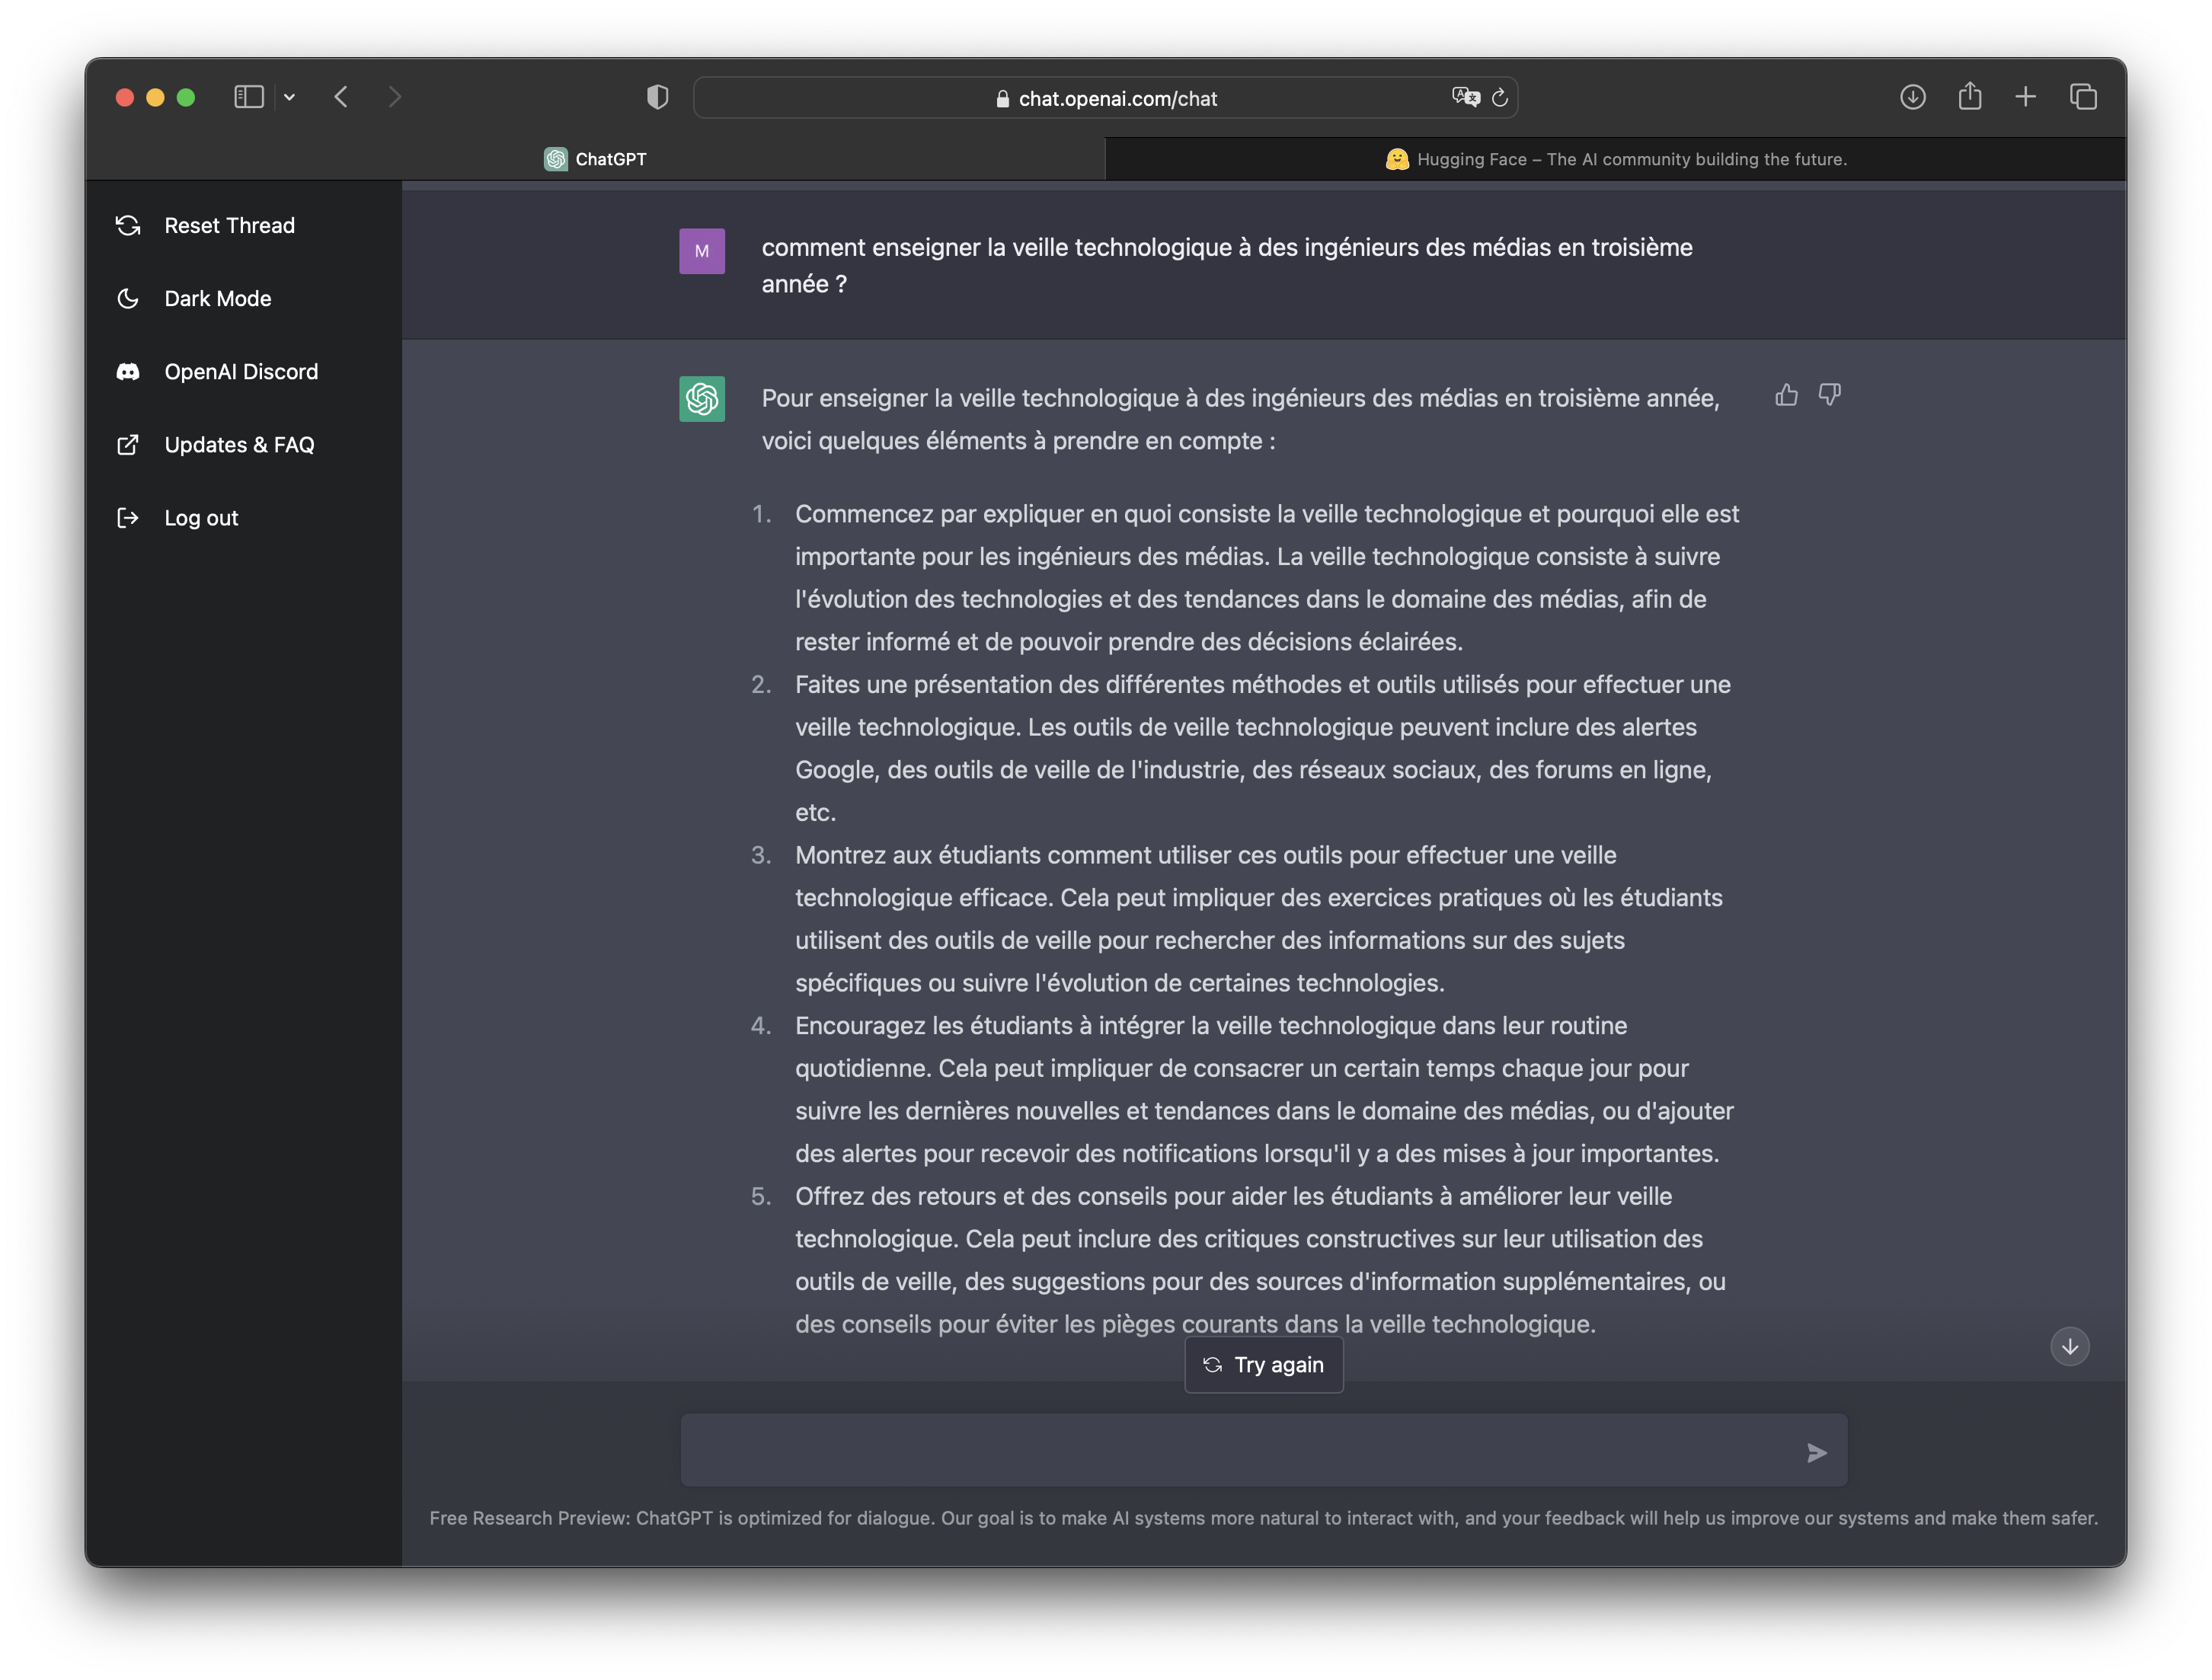 chat.openai.com/chat
ChatGPT
Hugging Face – The AI community building the future.
Reset Thread
Dark Mode
OpenAI Discord
Updates & FAQ
Log out
M
comment enseigner la veille technologique à des ingénieurs des médias en troisième
année ?
Pour enseigner la veille technologique à des ingénieurs des médias en troisième année,
voici quelques éléments à prendre en compte :
1. Commencez par expliquer en quoi consiste la veille technologique et pourquoi elle est
importante pour les ingénieurs des médias. La veille technologique consiste à suivre
l'évolution des technologies et des tendances dans le domaine des médias, afin de
rester informé et de pouvoir prendre des décisions éclairées.
2. Faites une présentation des différentes méthodes et outils utilisés pour effectuer une
veille technologique. Les outils de veille technologique peuvent inclure des alertes
Google, des outils de veille de l'industrie, des réseaux sociaux, des forums en ligne,
etc.
3. Montrez aux étudiants comment utiliser ces outils pour effectuer une veille
technologique efficace. Cela peut impliquer des exercices pratiques où les étudiants
utilisent des outils de veille pour rechercher des informations sur des sujets
spécifiques ou suivre l'évolution de certaines technologies.
4. Encouragez les étudiants à intégrer la veille technologique dans leur routine
quotidienne. Cela peut impliquer de consacrer un certain temps chaque jour pour
suivre les dernières nouvelles et tendances dans le domaine des médias, ou d'ajouter
des alertes pour recevoir des notifications lorsqu'il y a des mises à jour importantes.
5. Offrez des retours et des conseils pour aider les étudiants à améliorer leur veille
technologique. Cela peut inclure des critiques constructives sur leur utilisation des
outils de veille, des suggestions pour des sources d'information supplémentaires, ou
des conseils pour éviter les pièges courants dans la veille technologique.
Try again
Free Research Preview: ChatGPT is optimized for dialogue. Our goal is to make AI systems more natural to interact with, and your feedback will help us improve our systems and make them safer.